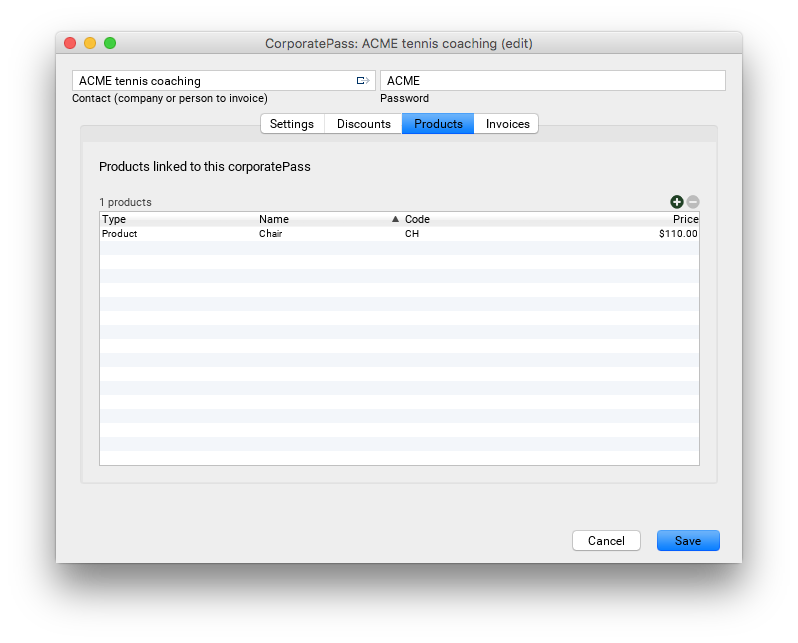 CorporatePass: ACME tennis coaching (edit)
ACME tennis coaching ACME
Contact (company or person to invoice) Password
Settings Discounts Products Invoices
Products linked to this corporatePass
1 products
Type Name Code Price
Product Chair CH $110.00
Cancel Save